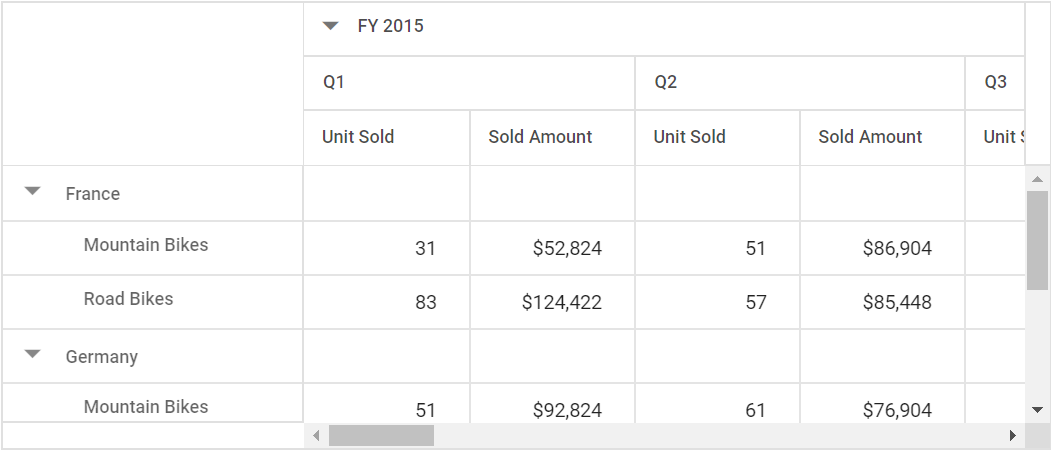 FY 2015
Q1 Q2 Q3
Unit Sold Sold Amount Unit Sold Sold Amount Unit
France
Mountain Bikes 31 $52,824 51 $86,904
Road Bikes 83 $124,422 57 $85,448
Germany
Mountain Bikes 51 $92,824 61 $76,904